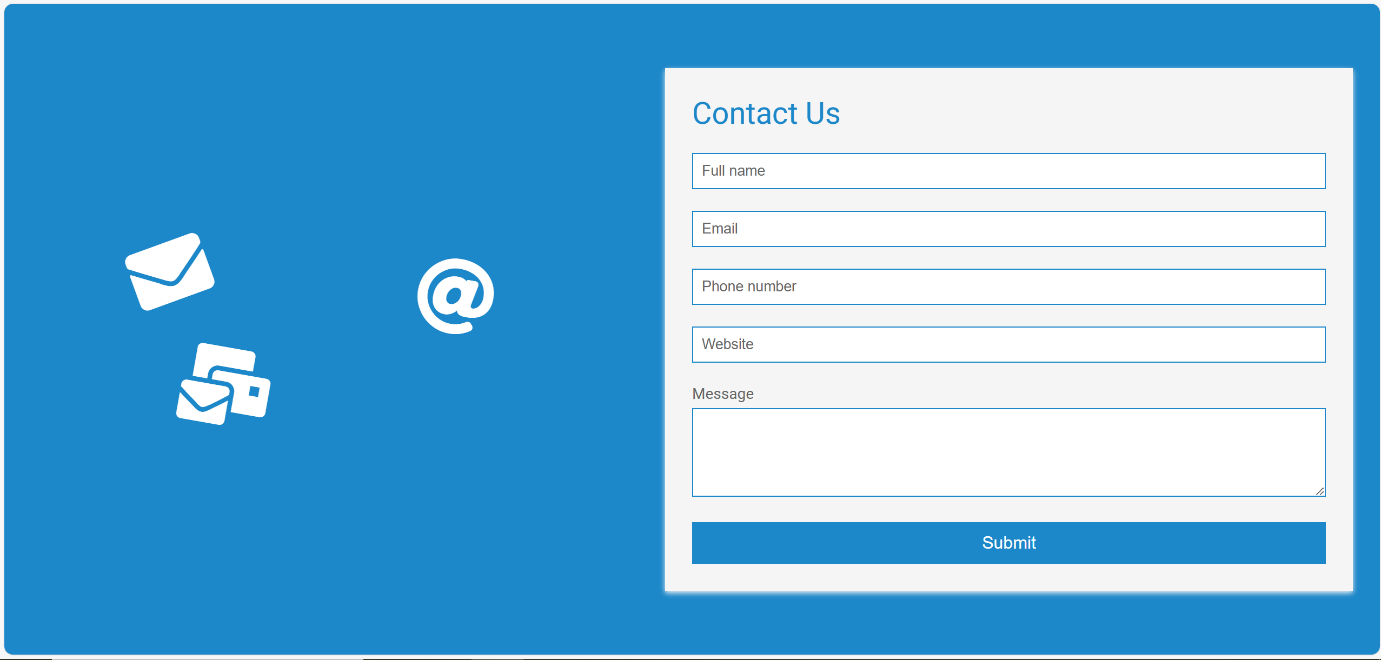 Contact Us
Full name
Email
Phone number
Website
Message
Submit